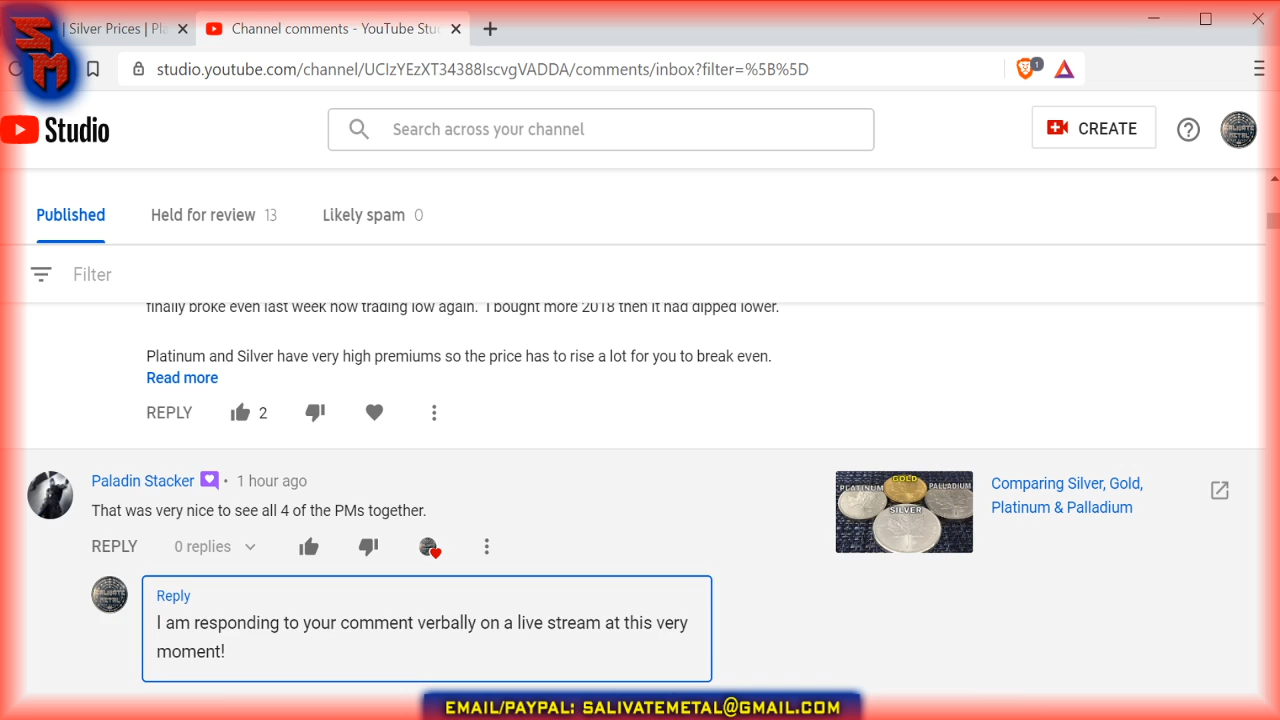 SM
| Silver Prices | Pla
Channel comments - YouTube Stu
studio.youtube.com/channel/UCIzYEzXT34388IscvgVADDA/comments/inbox?filter=%5B%5D
1
Studio
Search across your channel
CREATE
Published
Held for review 13
Likely spam 0
Filter
finally broke even last week now trading low again. I bought more 2018 then it had dipped lower.
Platinum and Silver have very high premiums so the price has to rise a lot for you to break even.
Read more
REPLY 2
Paladin Stacker • 1 hour ago
That was very nice to see all 4 of the PMs together.
REPLY 0 replies
PLATINUM
GOLD
PALLADIUM
SILVER
Comparing Silver, Gold,
Platinum & Palladium
Reply
I am responding to your comment verbally on a live stream at this very
moment!
EMAIL/PAYPAL: SALIVATEMETAL@GMAIL.COM